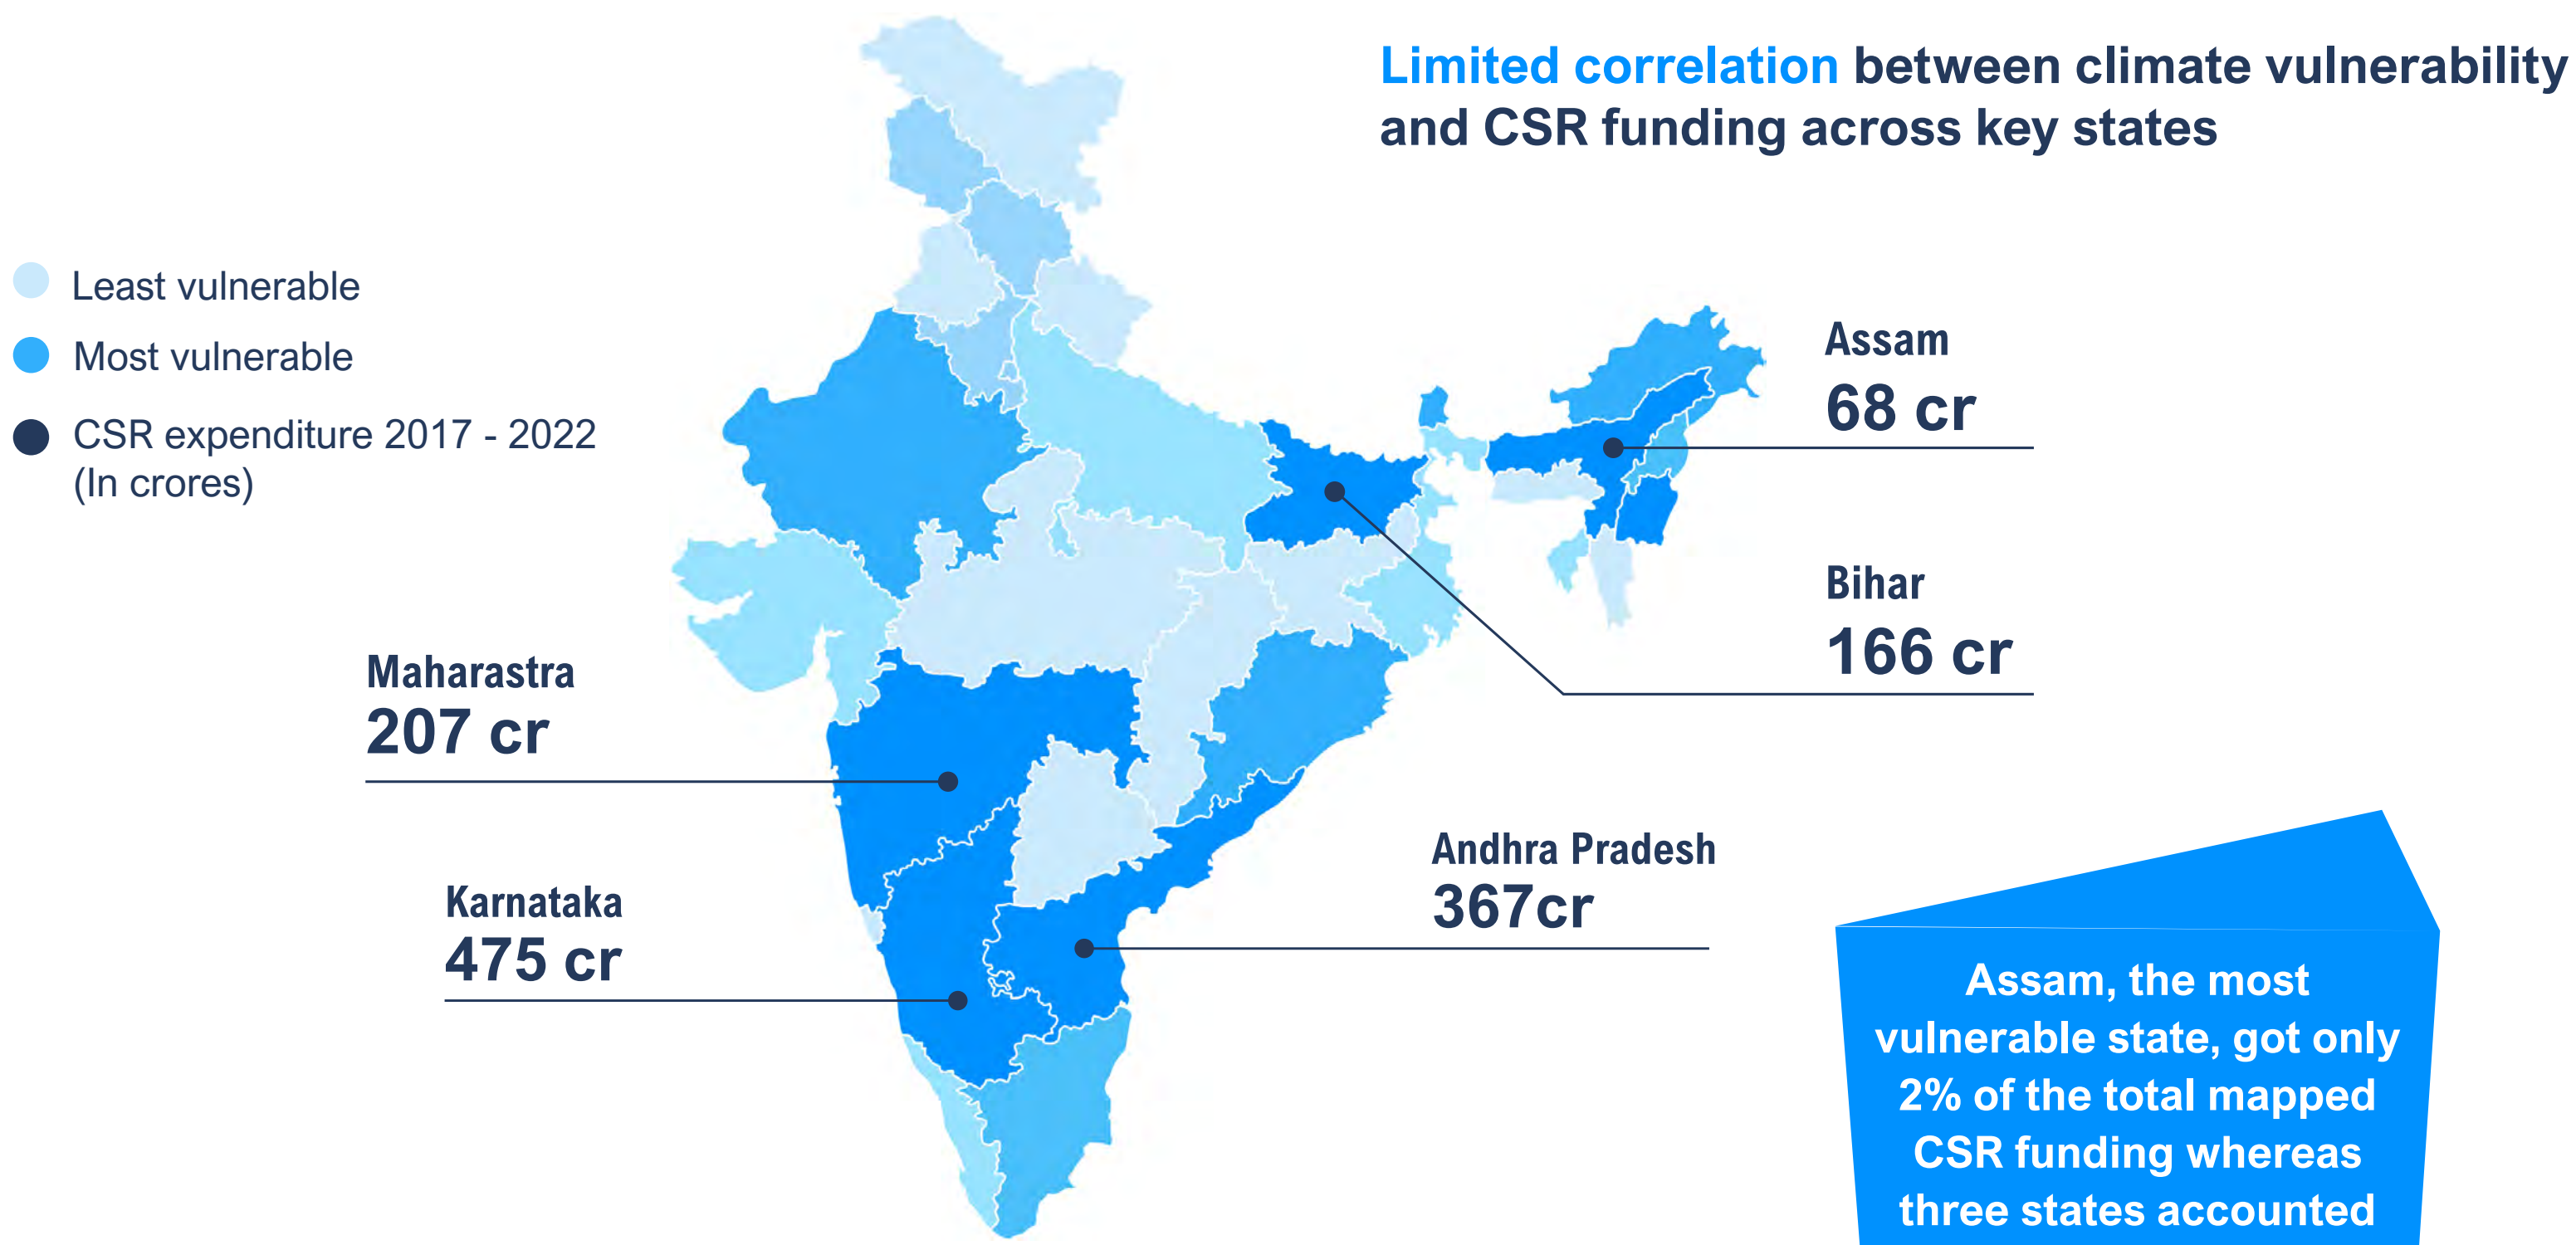 Limited correlation between climate vulnerability
and CSR funding across key states
Least vulnerable
Most vulnerable
CSR expenditure 2017 - 2022
(In crores)
Assam
68 cr
Bihar
166 cr
Maharastra
207 cr
Andhra Pradesh
367cr
Karnataka
475 cr
Assam, the most
vulnerable state, got only
2% of the total mapped
CSR funding whereas
three states accounted